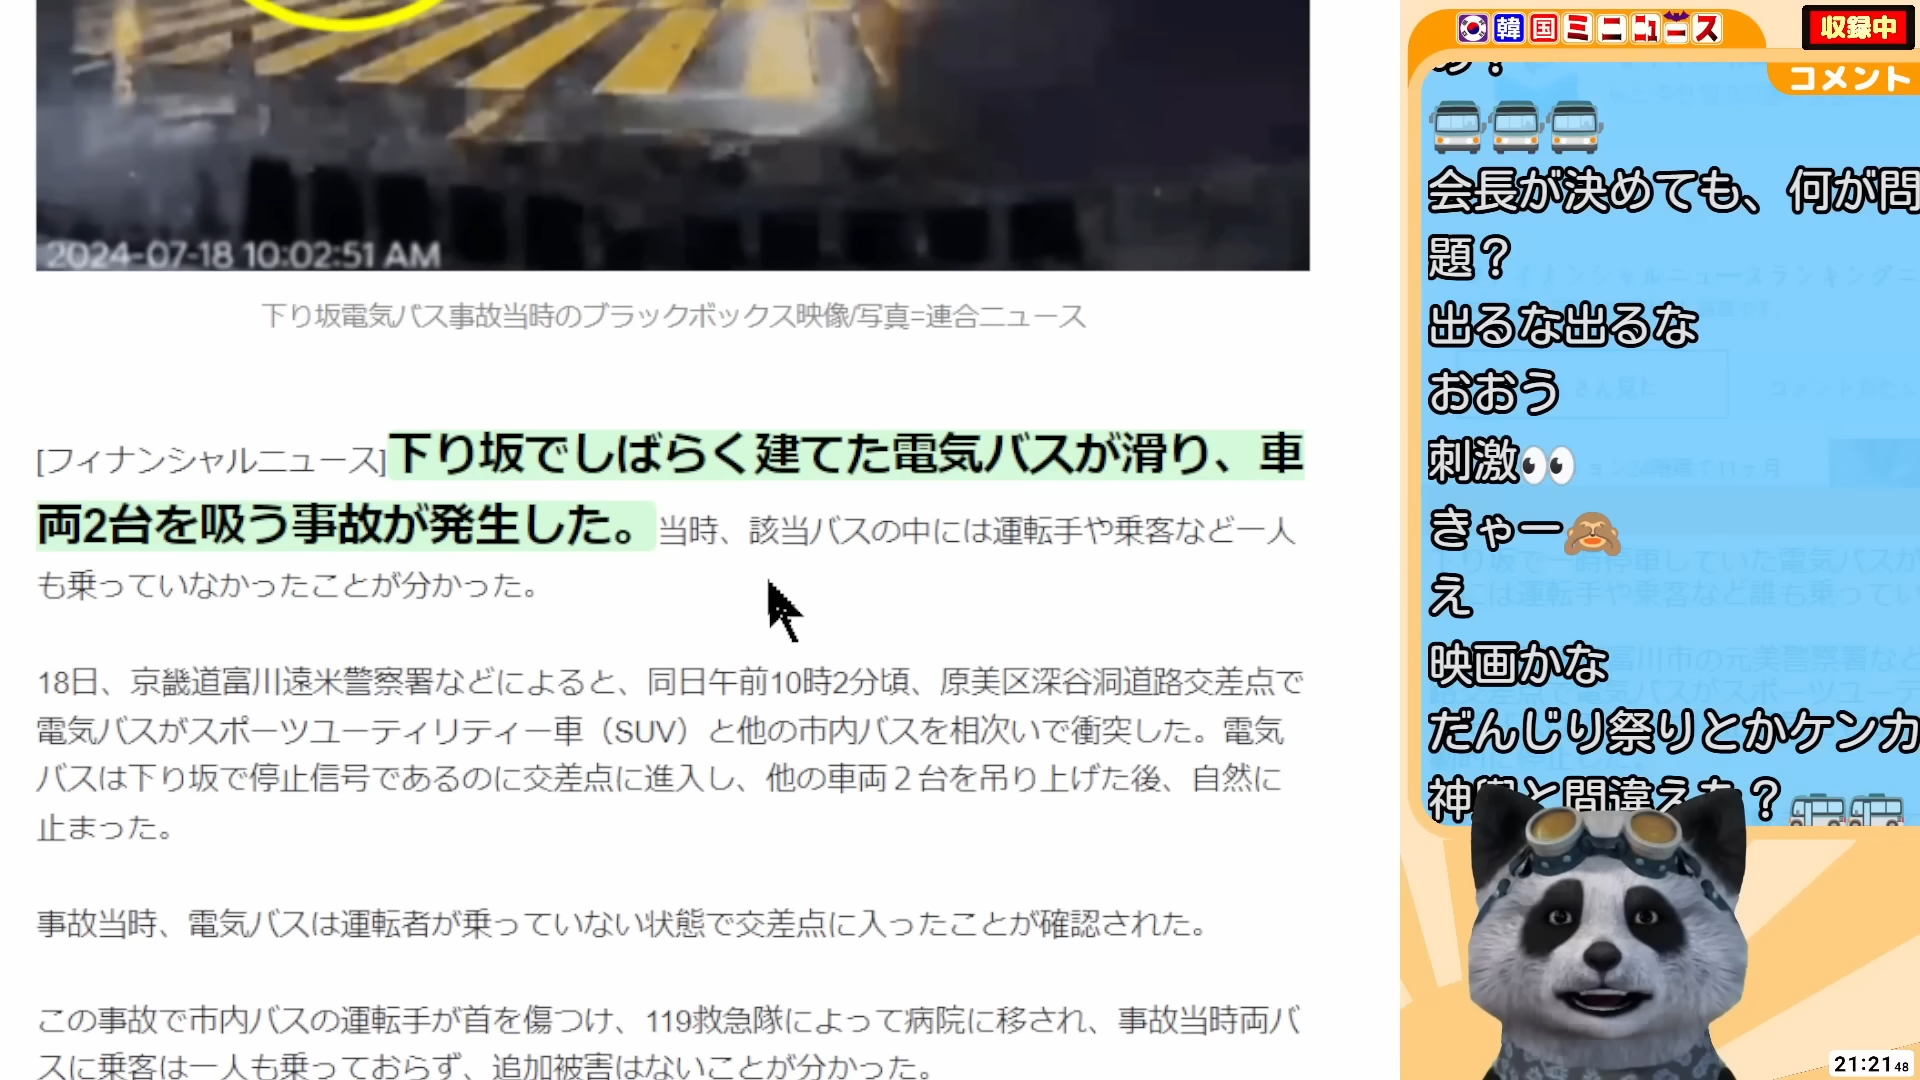 2024-07-18 10:02:51 AM
下り坂電気バス事故当時のブラックボックス映像/写真=連合ニュース
[フィナンシャルニュース]下り坂でしばらく建てた電気バスが滑り、車
両2台を吸う事故が発生した。当時、該当バスの中には運転手や乗客など一人
も乗っていなかったことが分かった。
18日、京畿道富川遠米警察署などによると、同日午前10時2分頃、原美区深谷洞道路交差点で
電気バスがスポーツユーティリティー車（SUV）と他の市内バスを相次いで衝突した。電気
バスは下り坂で停止信号であるのに交差点に進入し、他の車両２台を吊り上げた後、自然に
止まった。
事故当時、電気バスは運転者が乗っていない状態で交差点に入ったことが確認された。
この事故で市内バスの運転手が首を傷つけ、119救急隊によって病院に移され、事故当時両バ
スに乗客は一人も乗っておらず、追加被害はないことが分かった。
韓国ミニニュース
収録中
コメント
会長が決めても、何が問
題？
出るな出るな
おおう
刺激👀
きゃー🙈
え
映画かな
だんじり祭りとかケンカ
神輿と間違えた？
21:21 48